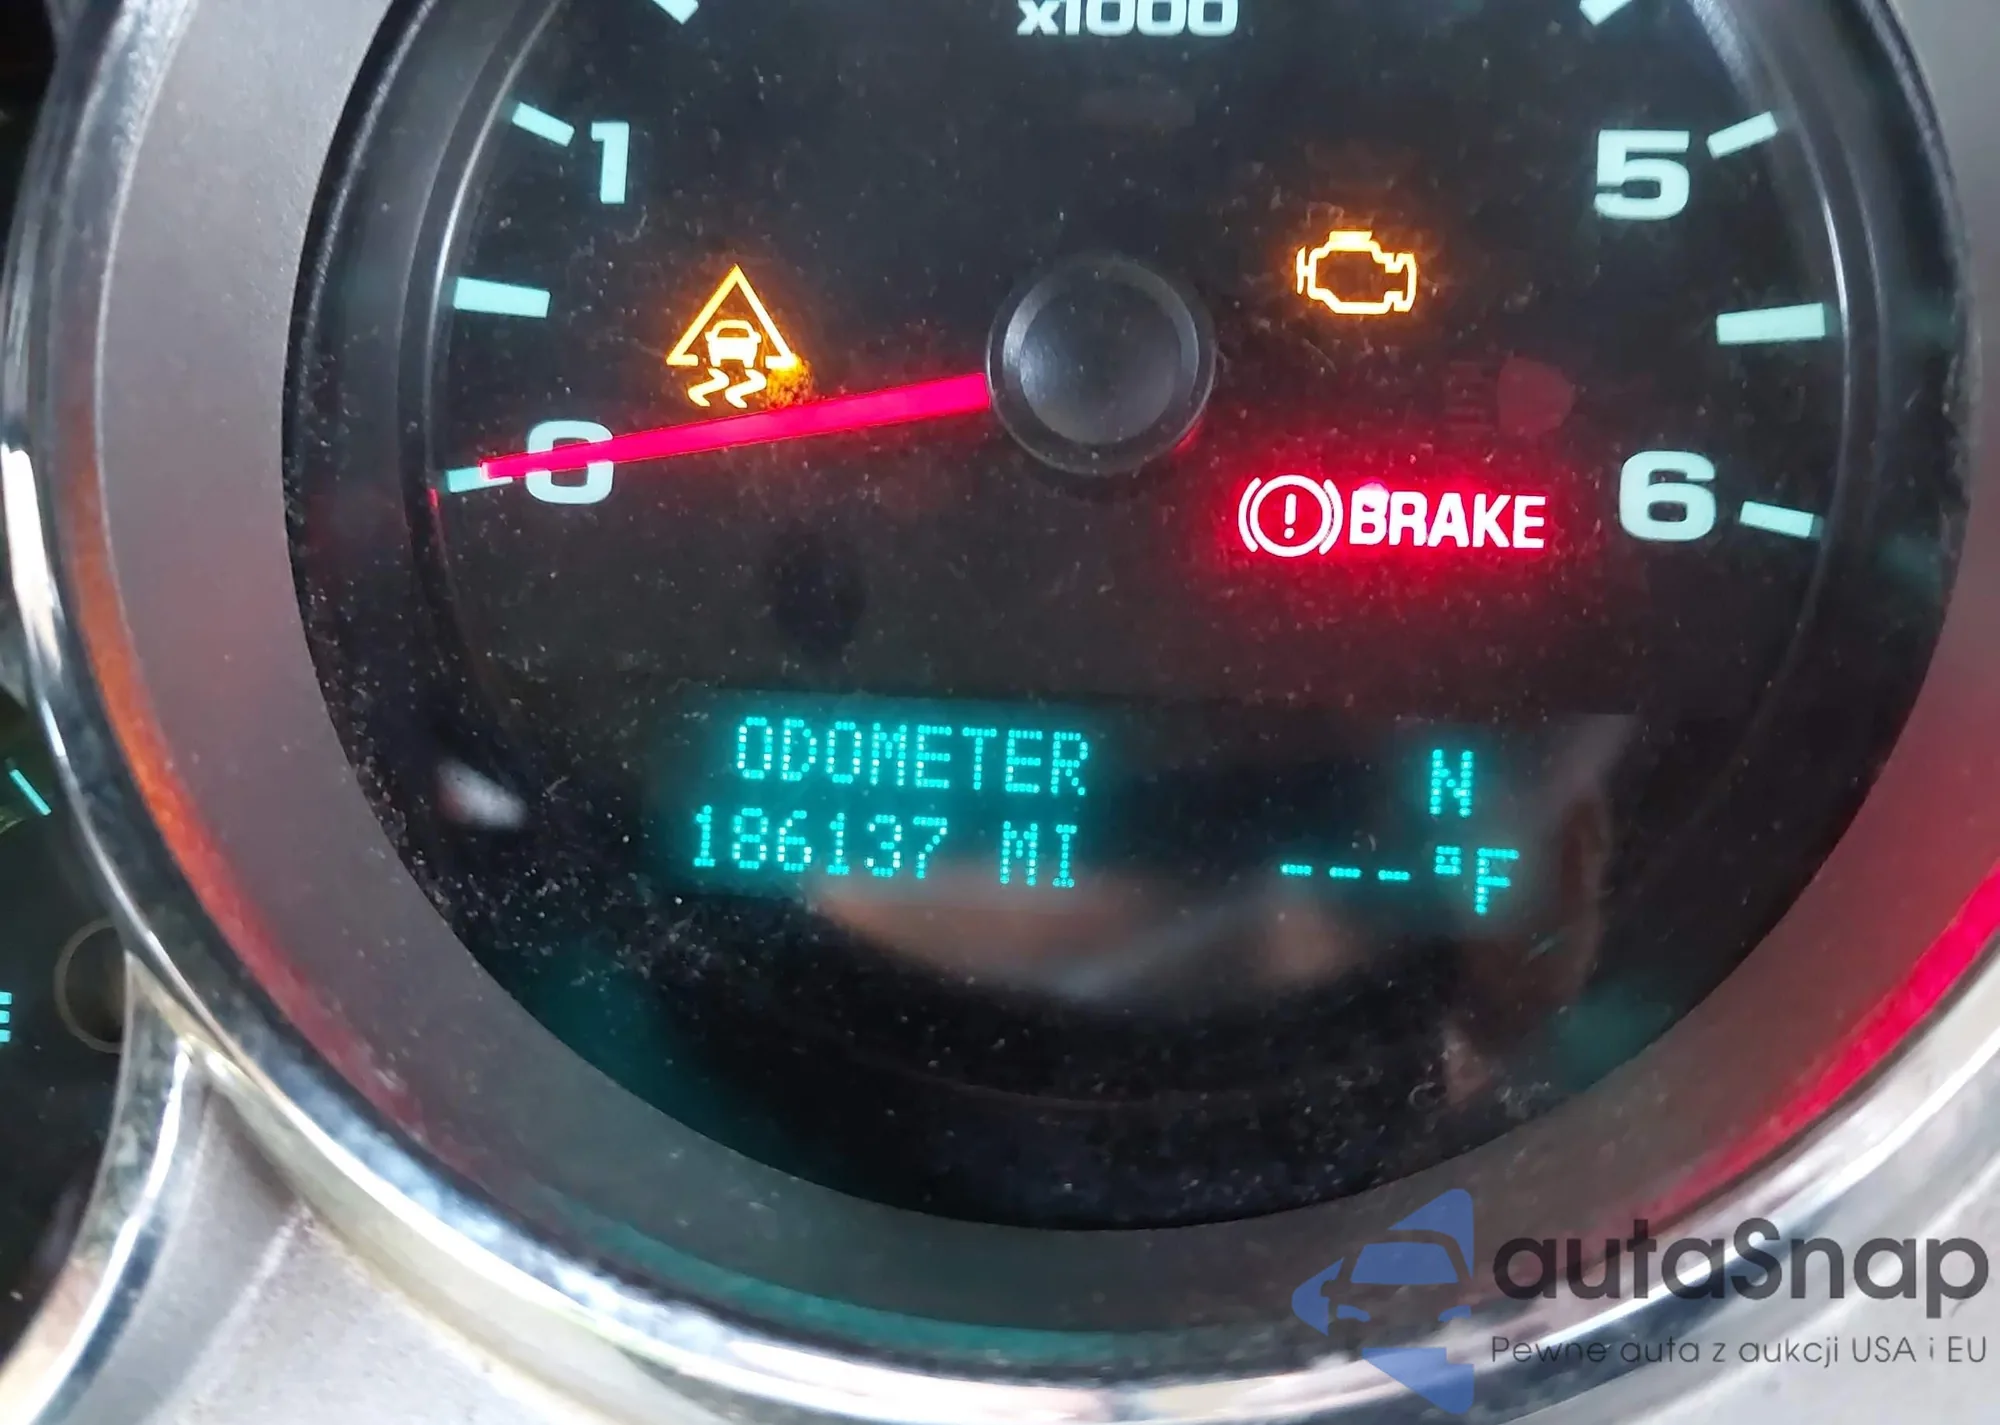 x1000
1
5
0
6
BRAKE
ODOMETER
N
186137 MI
---°F
E
autaSnap
Pewne auta z aukcji USA i EU